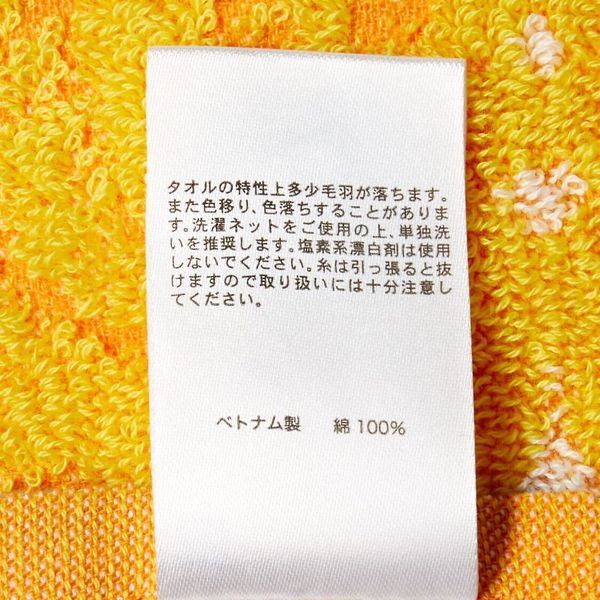 タオルの特性上多少毛羽が落ちます。
また色移り、色落ちすることがありま
す。洗濯ネットをご使用の上、単独洗
いを推奨します。塩素系漂白剤は使用
しないでください。糸は引っ張ると抜
けますので取り扱いには十分注意し
てください。
ベトナム製 綿100%